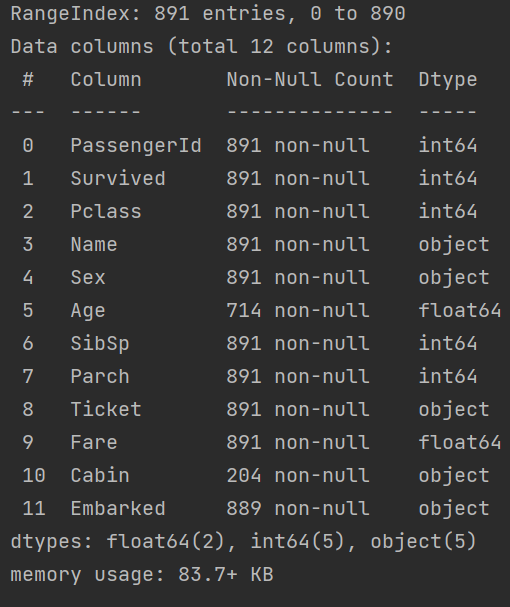 RangeIndex: 891 entries, 0 to 890
Data columns (total 12 columns):
 #   Column       Non-Null Count  Dtype
---  ------       --------------  -----
 0   PassengerId  891 non-null    int64
 1   Survived     891 non-null    int64
 2   Pclass       891 non-null    int64
 3   Name         891 non-null    object
 4   Sex          891 non-null    object
 5   Age          714 non-null    float64
 6   SibSp        891 non-null    int64
 7   Parch        891 non-null    int64
 8   Ticket       891 non-null    object
 9   Fare         891 non-null    float64
 10  Cabin        204 non-null    object
 11  Embarked     889 non-null    object
dtypes: float64(2), int64(5), object(5)
memory usage: 83.7+ KB